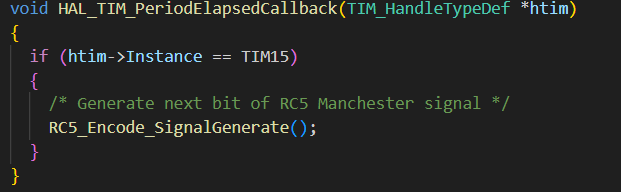 void HAL_TIM_PeriodElapsedCallback(TIM_HandleTypeDef *htim)
{
  if (htim->Instance == TIM15)
  {
    /* Generate next bit of RC5 Manchester signal */
    RC5_Encode_SignalGenerate();
  }
}